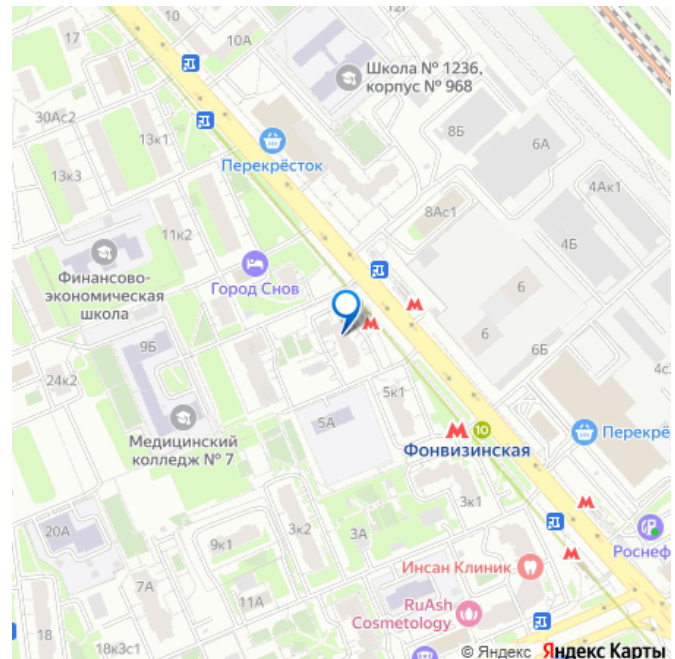 10
17
10А
Школа № 1236,
корпус № 968
30Ас2
13к1
Перекрёсток
8Б
6А
13к3
4Ак1
8Ас1
11к2
4Б
Финансово-
экономическая
школа
Город Снов
6
М
М
6
9Б
6Б
24к2
5к1
4с
5А
М
10
Фонвизинская
Перекрё
Медицинский
колледж № 7
3к1
М
20А
9к1
3к2
3А
Роснеф
М
Инсан Клиник
7А
11А
RuAsh
Cosmetology
18
18к3с1
© Яндекс Яндекс Карты